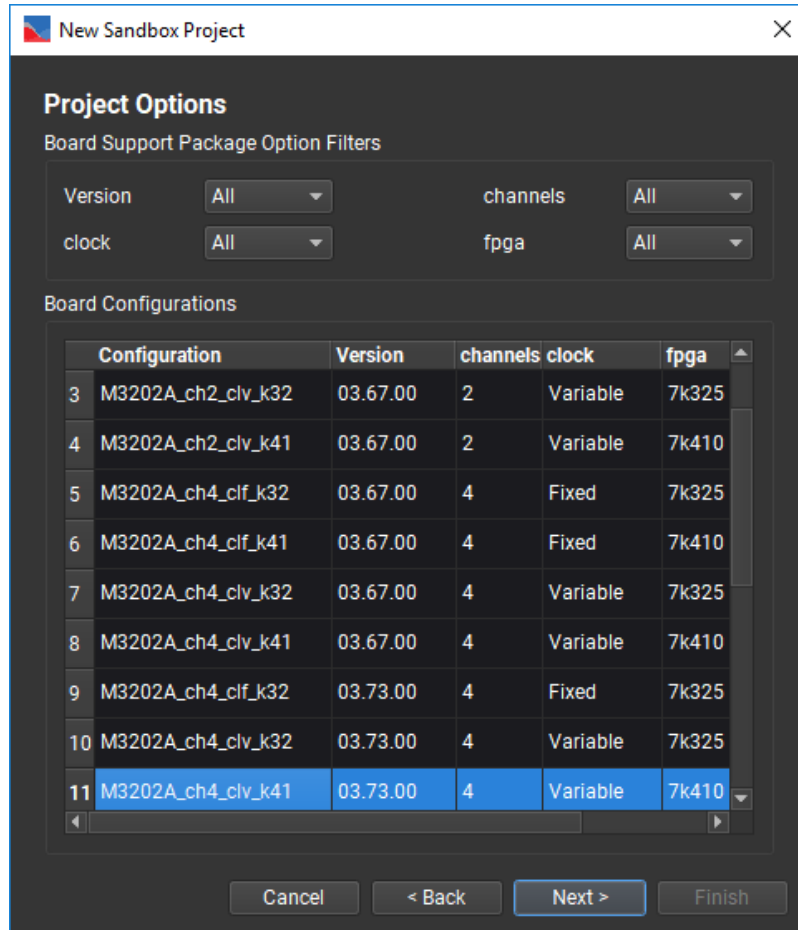 New Sandbox Project
Project Options
Board Support Package Option Filters
Version All channels All
clock All fpga All
Board Configurations
Configuration Version channels clock fpga
3 M3202A_ch2_clv_k32 03.67.00 2 Variable 7k325
4 M3202A_ch2_clv_k41 03.67.00 2 Variable 7k410
5 M3202A_ch4_clf_k32 03.67.00 4 Fixed 7k325
6 M3202A_ch4_clf_k41 03.67.00 4 Fixed 7k410
7 M3202A_ch4_clv_k32 03.67.00 4 Variable 7k325
8 M3202A_ch4_clv_k41 03.67.00 4 Variable 7k410
9 M3202A_ch4_clf_k32 03.73.00 4 Fixed 7k325
10 M3202A_ch4_clv_k32 03.73.00 4 Variable 7k325
11 M3202A_ch4_clv_k41 03.73.00 4 Variable 7k410
Cancel < Back Next > Finish